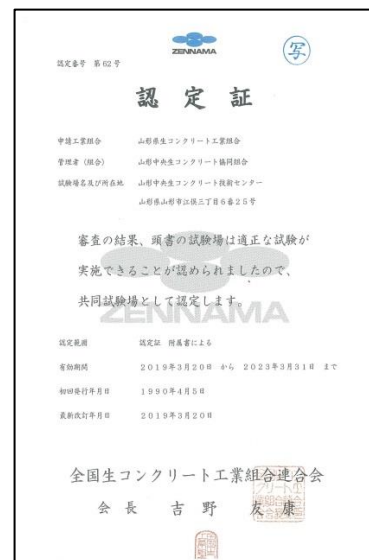 ZENNAMA
写
認定番号 第62号
認定証
申請工業組合 山形県生コンクリート工業組合
管理者(組合) 山形中央生コンクリート協同組合
試験場名及び所在地 山形中央生コンクリート技術センター
山形県山形市江俣三丁目6番25号
審査の結果、頭書の試験場は適正な試験が
実施できることが認められましたので、
共同試験場として認定します。
ZENNAMA
認定範囲 認定証 附属書による
有効期間 2019年3月20日 から 2023年3月31日 まで
初回発行年月日 1990年4月5日
最新改訂年月日 2019年3月20日
全国生コンクリート工業組合連合会
会長 吉野友康